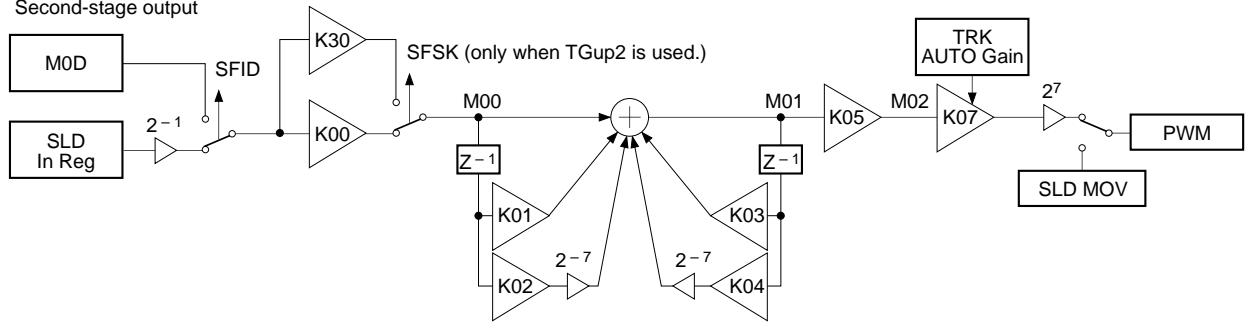 Second-stage output
M0D
SFID
SLD
In Reg
2⁻¹
K30
K00
SFSK (only when TGup2 is used.)
M00
Z⁻¹
K01
K02
2⁻⁷
+
M01
Z⁻¹
K03
K04
2⁻⁷
K05
M02
TRK
AUTO Gain
K07
2⁷
PWM
SLD MOV